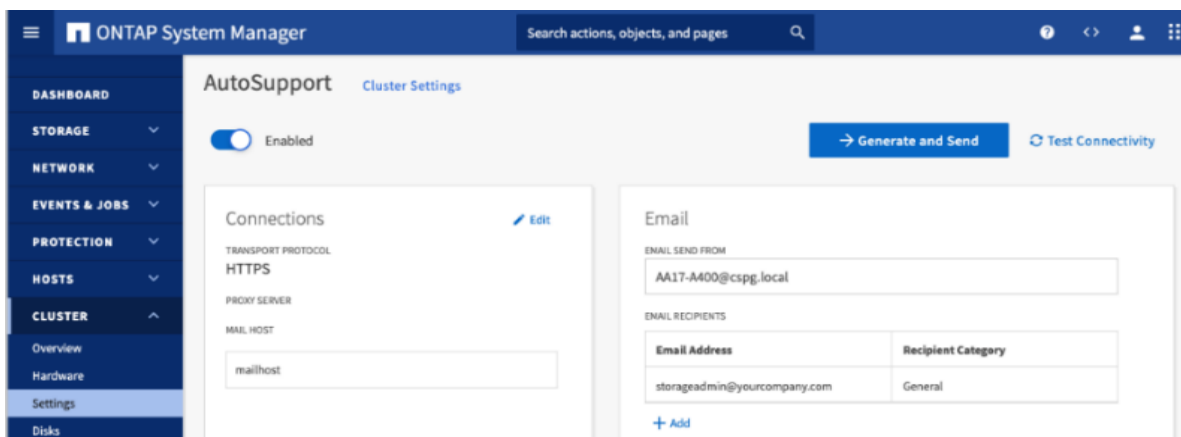 ONTAP System Manager
Search actions, objects, and pages
DASHBOARD
STORAGE
NETWORK
EVENTS & JOBS
PROTECTION
HOSTS
CLUSTER
Overview
Hardware
Settings
Disks
AutoSupport Cluster Settings
Enabled
Generate and Send
Test Connectivity
Connections
Edit
TRANSPORT PROTOCOL
HTTPS
PROXY SERVER
MAIL HOST
mailhost
Email
EMAIL SEND FROM
AA17-A400@cspg.local
EMAIL RECIPIENTS
Email Address Recipient Category
storageadmin@yourcompany.com General
+ Add